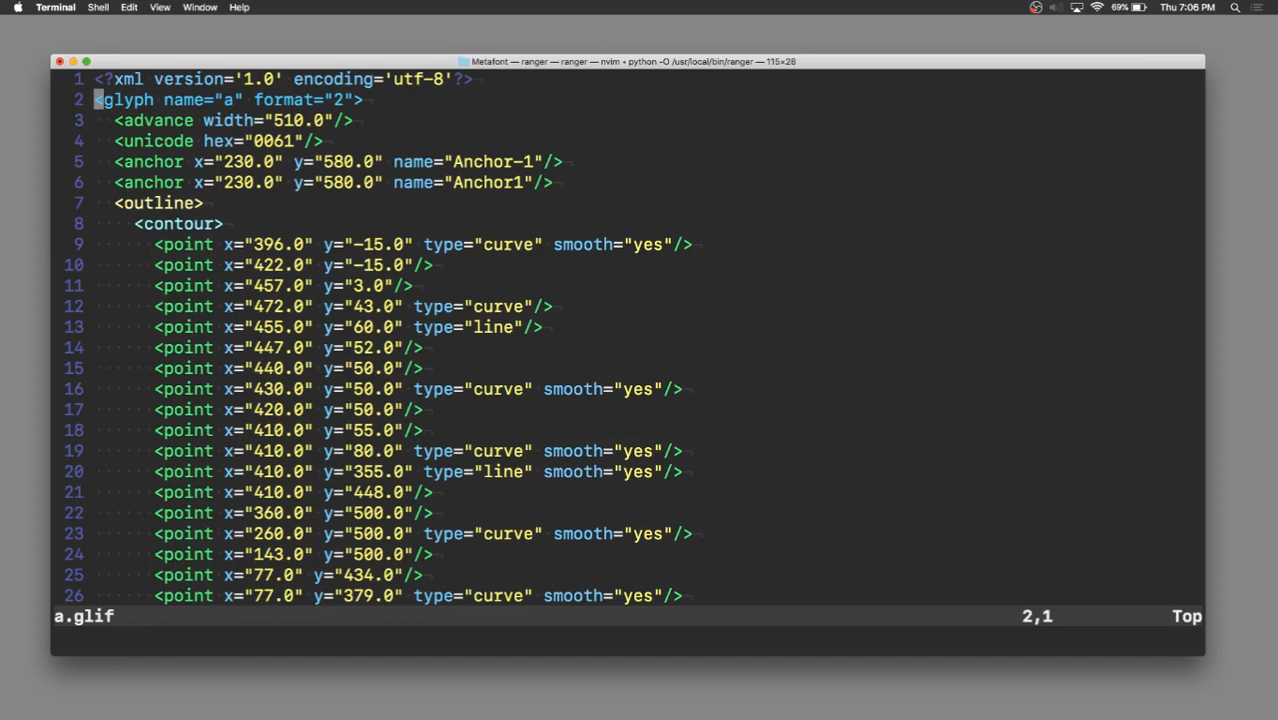 Terminal Shell Edit View Window Help 69% Thu 7:06 PM
Metafont — ranger — ranger — nvim ◂ python -O /usr/local/bin/ranger — 115×28
1 <?xml version='1.0' encoding='utf-8'?>¬
2 <glyph name="a" format="2">¬
3 <advance width="510.0"/>¬
4 <unicode hex="0061"/>¬
5 <anchor x="230.0" y="580.0" name="Anchor-1"/>¬
6 <anchor x="230.0" y="580.0" name="Anchor1"/>¬
7 <outline>¬
8 <contour>¬
9 <point x="396.0" y="-15.0" type="curve" smooth="yes"/>¬
10 <point x="422.0" y="-15.0"/>¬
11 <point x="457.0" y="3.0"/>¬
12 <point x="472.0" y="43.0" type="curve"/>¬
13 <point x="455.0" y="60.0" type="line"/>¬
14 <point x="447.0" y="52.0"/>¬
15 <point x="440.0" y="50.0"/>¬
16 <point x="430.0" y="50.0" type="curve" smooth="yes"/>¬
17 <point x="420.0" y="50.0"/>¬
18 <point x="410.0" y="55.0"/>¬
19 <point x="410.0" y="80.0" type="curve" smooth="yes"/>¬
20 <point x="410.0" y="355.0" type="line" smooth="yes"/>¬
21 <point x="410.0" y="448.0"/>¬
22 <point x="360.0" y="500.0"/>¬
23 <point x="260.0" y="500.0" type="curve" smooth="yes"/>¬
24 <point x="143.0" y="500.0"/>¬
25 <point x="77.0" y="434.0"/>¬
26 <point x="77.0" y="379.0" type="curve" smooth="yes"/>¬
a.glif 2,1 Top